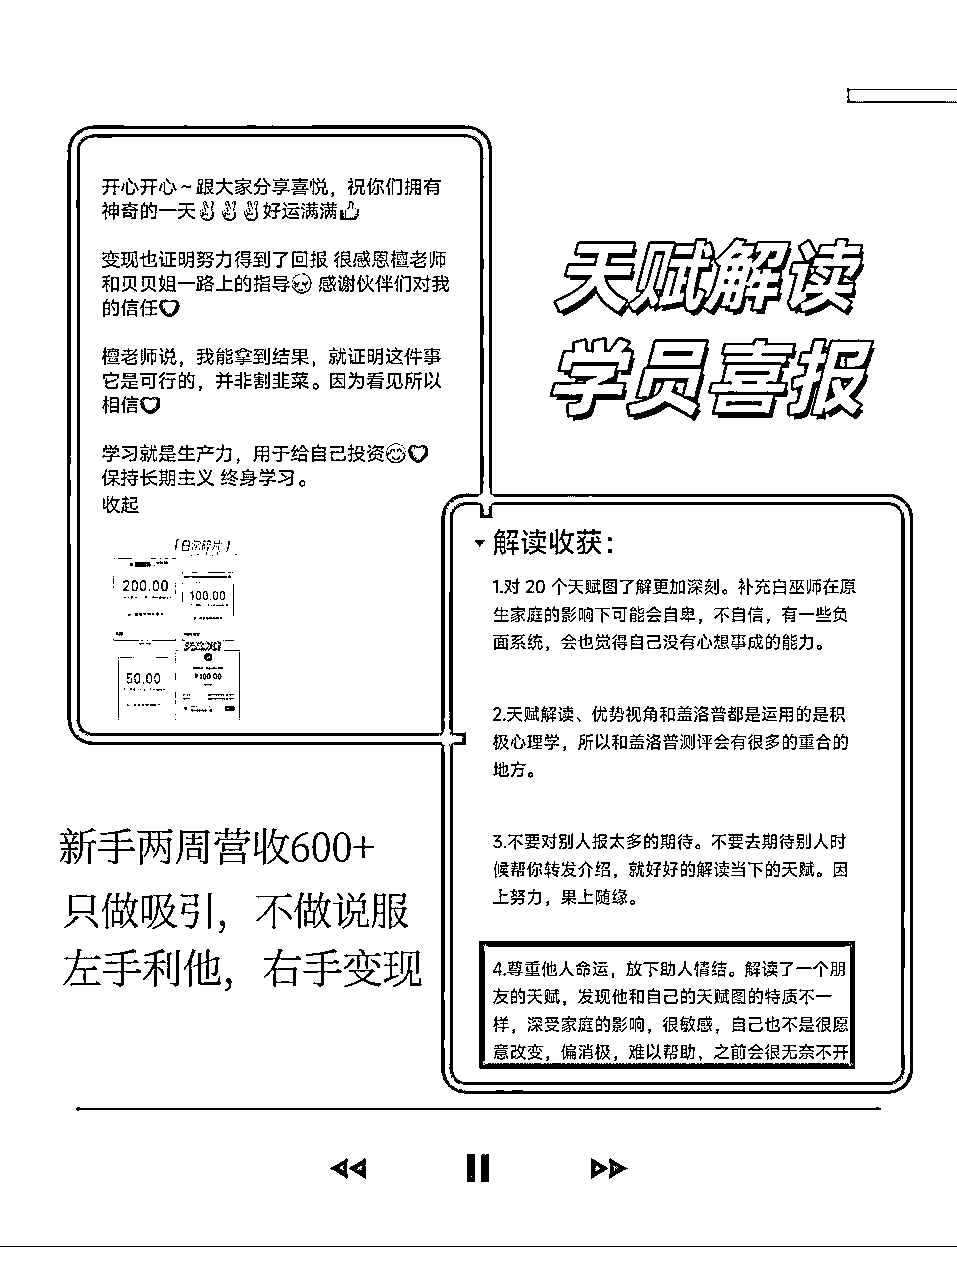 开心开心~跟大家分享喜悦，祝你们拥有
神奇的一天✌✌✌好运满满👍
变现也证明努力得到了回报 很感恩檀老师
和贝贝姐一路上的指导😊 感谢伙伴们对我
的信任❤
檀老师说，我能拿到结果，就证明这件事
它是可行的，并非割韭菜。因为看见所以
相信❤
学习就是生产力，用于给自己投资😊❤
保持长期主义 终身学习。
收起
200.00
100.00
50.00
¥100.00
天赋解读
学员喜报
解读收获：
1.对 20 个天赋图了解更加深刻。补充白巫师在原
生家庭的影响下可能会自卑，不自信，有一些负
面系统，会也觉得自己没有心想事成的能力。
2.天赋解读、优势视角和盖洛普都是运用的是积
极心理学，所以和盖洛普测评会有很多的重合的
地方。
3.不要对别人报太多的期待。不要去期待别人时
候帮你转发介绍，就好好的解读当下的天赋。因
上努力，果上随缘。
4.尊重他人命运，放下助人情结。解读了一个朋
友的天赋，发现他和自己的天赋图的特质不一
样，深受家庭的影响，很敏感，自己也不是很愿
意改变，偏消极，难以帮助，之前会很无奈不开
新手两周营收600+
只做吸引，不做说服
左手利他，右手变现